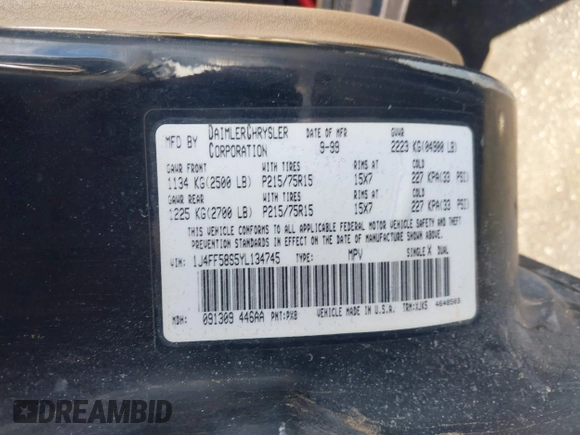 MFD BY DAIMLERCHRYSLER CORPORATION DATE OF MFR 9-99 GVWR 2223 KG(04900 LB)
GAWR FRONT WITH TIRES RIMS AT COLD
1134 KG(2500 LB) P215/75R15 15X7 227 KPA(33 PSI)
GAWR REAR WITH TIRES RIMS AT COLD
1225 KG(2700 LB) P215/75R15 15X7 227 KPA(33 PSI)
THIS VEHICLE CONFORMS TO ALL APPLICABLE FEDERAL MOTOR VEHICLE SAFETY AND THEFT
PREVENTION STANDARDS IN EFFECT ON THE DATE OF MANUFACTURE SHOWN ABOVE.
VIN: 1J4FF58S5YL134745 TYPE: MPV SINGLE X DUAL
MDH: 091309 446AA PNT:PX8 VEHICLE MADE IN U.S.A. TRM:XJX5 4648503
DREAMBID